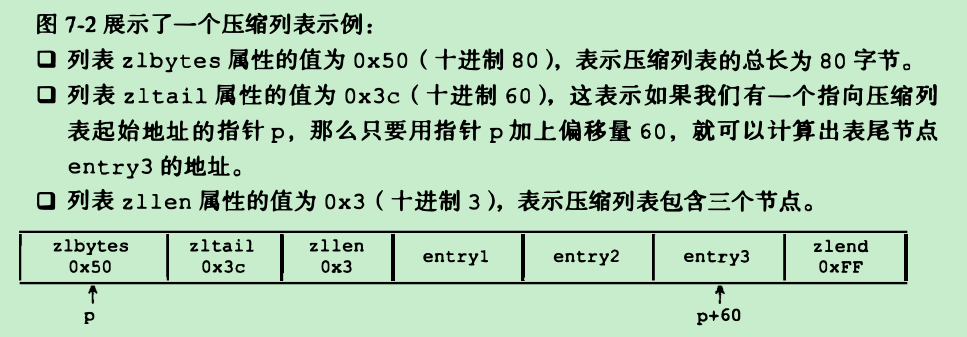 图 7-2 展示了一个压缩列表示例：
❑ 列表 zlbytes 属性的值为 0x50（十进制 80），表示压缩列表的总长为 80 字节。
❑ 列表 zltail 属性的值为 0x3c（十进制 60），这表示如果我们有一个指向压缩列
表起始地址的指针 p，那么只要用指针 p 加上偏移量 60，就可以计算出表尾节点
entry3 的地址。
❑ 列表 zllen 属性的值为 0x3（十进制 3），表示压缩列表包含三个节点。
zlbytes zltail zllen entry1 entry2 entry3 zlend
0x50 0x3c 0x3 0xFF
p p+60